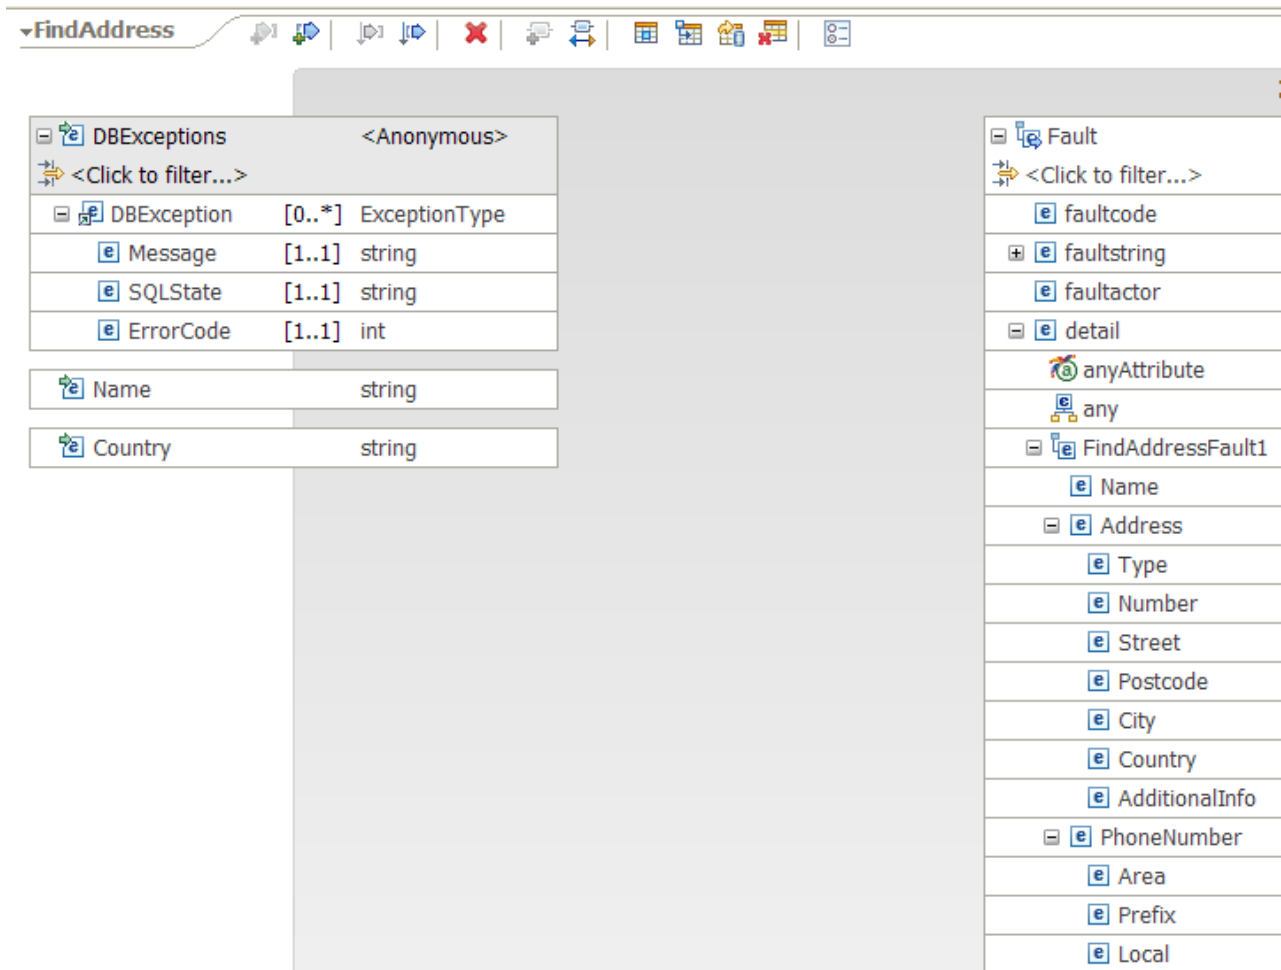 FindAddress
DBExceptions <Anonymous>
<Click to filter...>
DBException [0..*] ExceptionType
Message [1..1] string
SQLState [1..1] string
ErrorCode [1..1] int
Name string
Country string
Fault
<Click to filter...>
faultcode
faultstring
faultactor
detail
anyAttribute
any
FindAddressFault1
Name
Address
Type
Number
Street
Postcode
City
Country
AdditionalInfo
PhoneNumber
Area
Prefix
Local